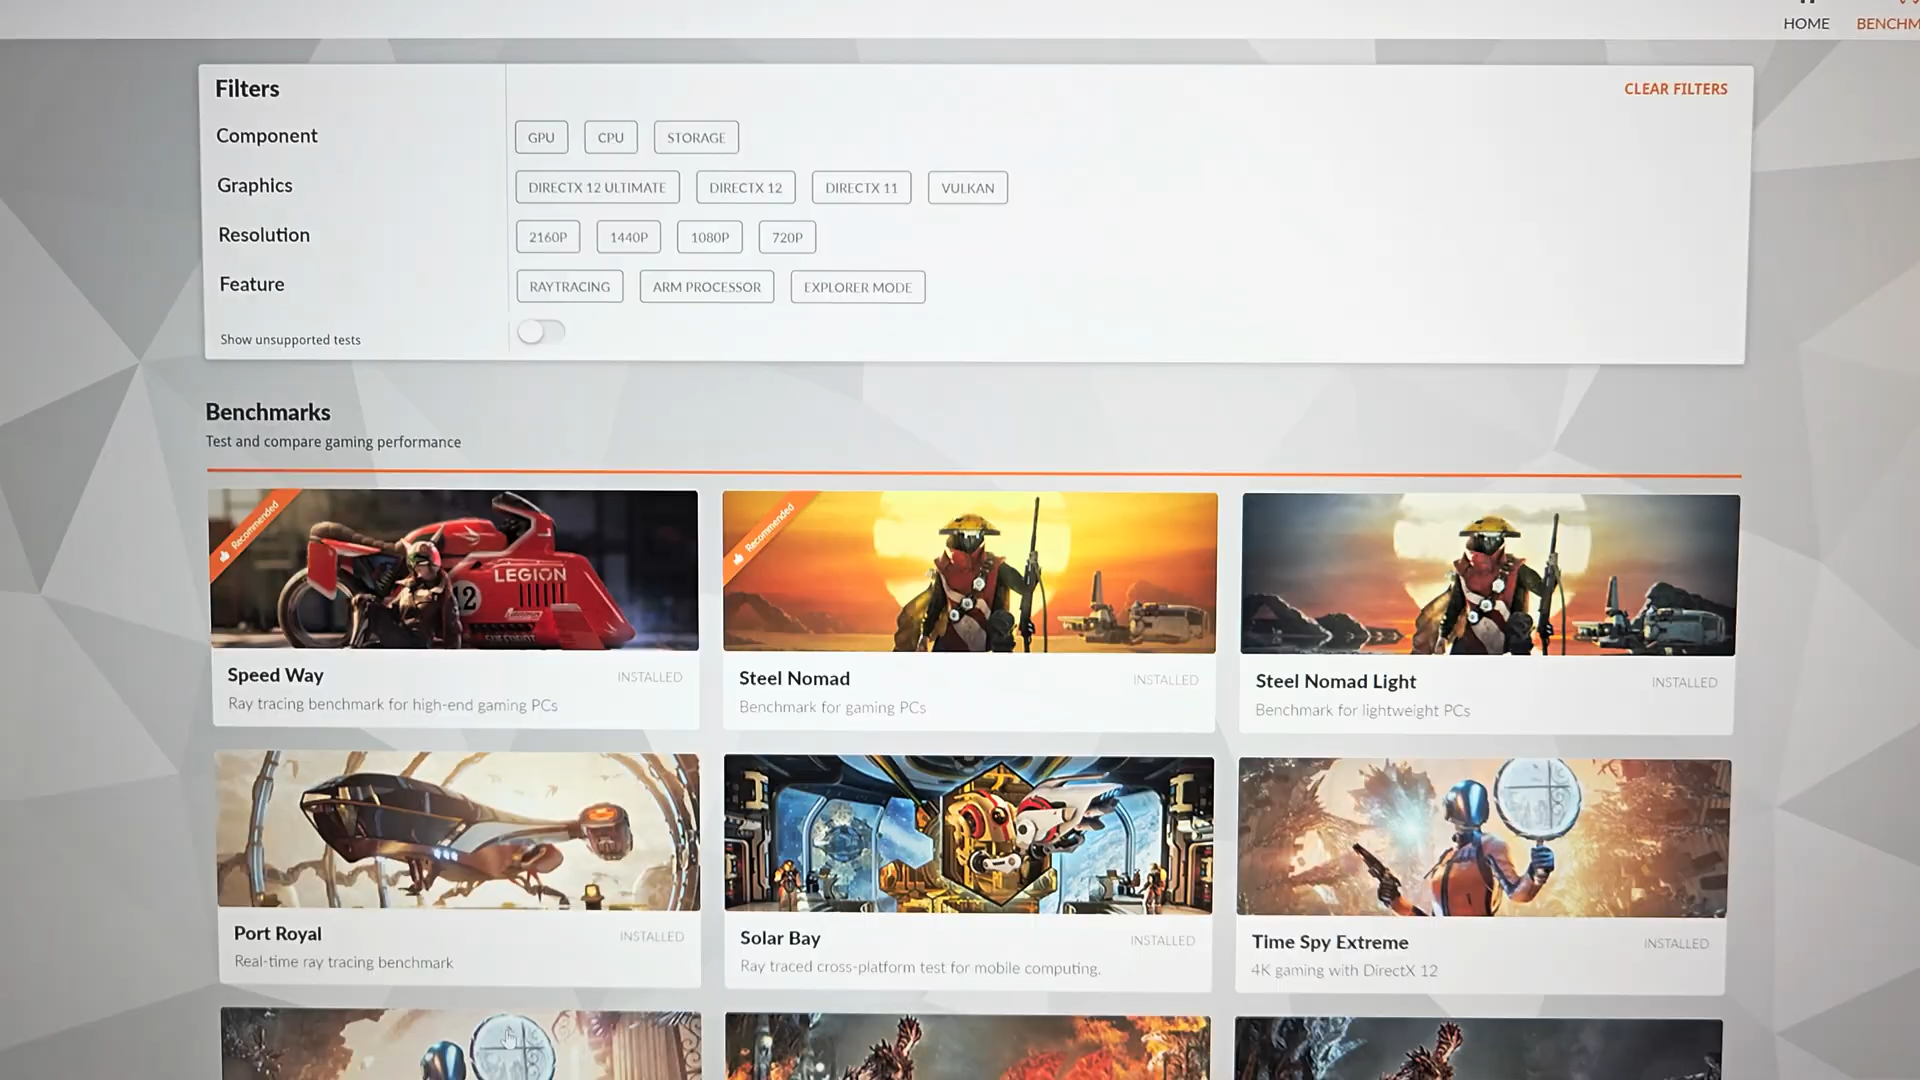 HOME
BENCHM
Filters
CLEAR FILTERS
Component
GPU
CPU
STORAGE
Graphics
DIRECTX 12 ULTIMATE
DIRECTX 12
DIRECTX 11
VULKAN
Resolution
2160P
1440P
1080P
720P
Feature
RAYTRACING
ARM PROCESSOR
EXPLORER MODE
Show unsupported tests
Benchmarks
Test and compare gaming performance
Recommended
LEGION
12
Recommended
Speed Way
INSTALLED
Ray tracing benchmark for high-end gaming PCs
Steel Nomad
INSTALLED
Benchmark for gaming PCs
Steel Nomad Light
INSTALLED
Benchmark for lightweight PCs
Port Royal
INSTALLED
Real-time ray tracing benchmark
Solar Bay
INSTALLED
Ray traced cross-platform test for mobile computing.
Time Spy Extreme
INSTALLED
4K gaming with DirectX 12